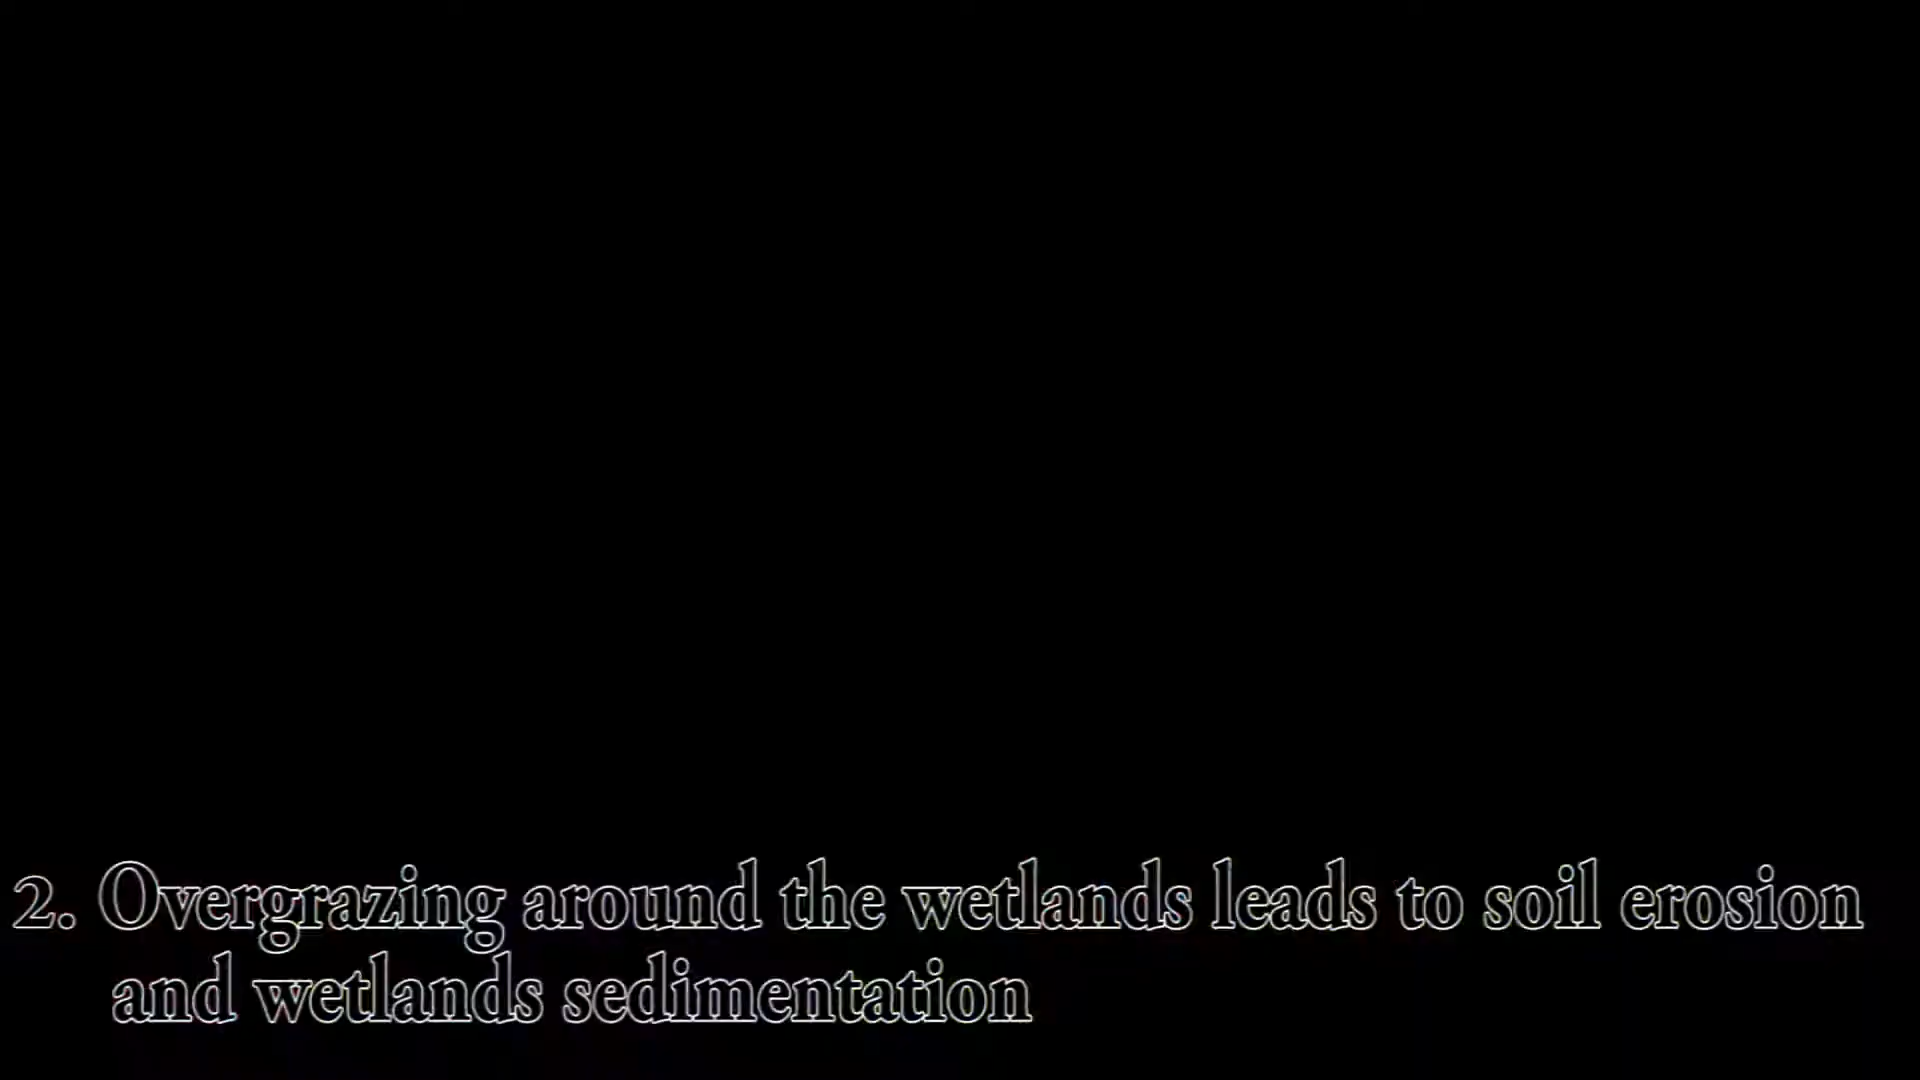 2. Overgrazing around the wetlands leads to soil erosion
and wetlands sedimentation